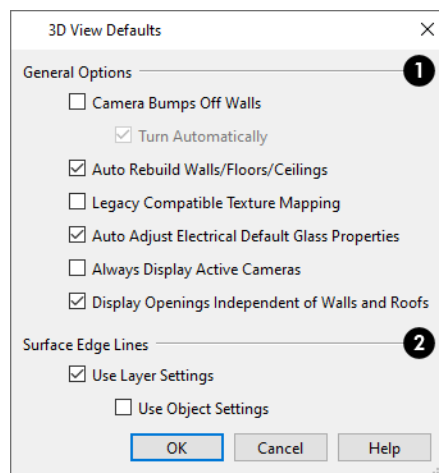 3D View Defaults
General Options 1
Camera Bumps Off Walls
Turn Automatically
Auto Rebuild Walls/Floors/Ceilings
Legacy Compatible Texture Mapping
Auto Adjust Electrical Default Glass Properties
Always Display Active Cameras
Display Openings Independent of Walls and Roofs
Surface Edge Lines 2
Use Layer Settings
Use Object Settings
OK Cancel Help